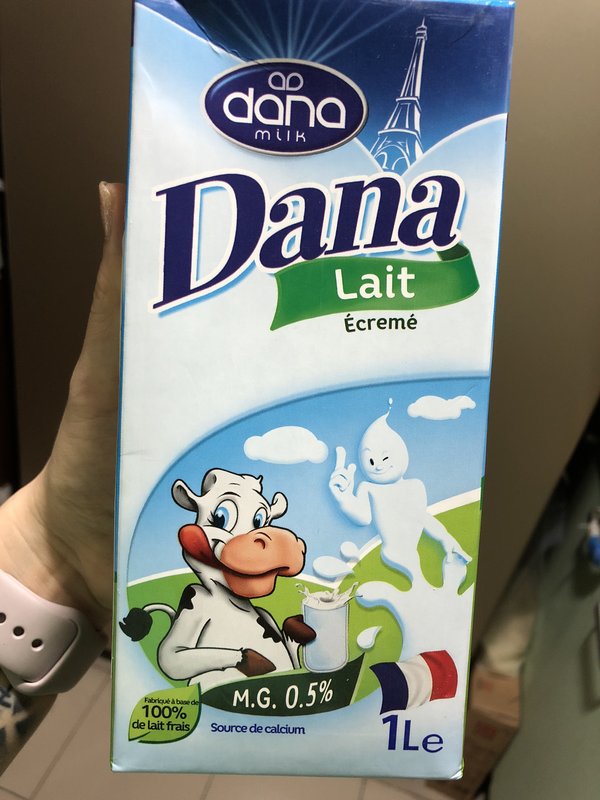 dana
milk
Dana
Lait
Écremé
M.G. 0.5%
Fabriqué à base de
100%
de lait frais
Source de calcium
1Le